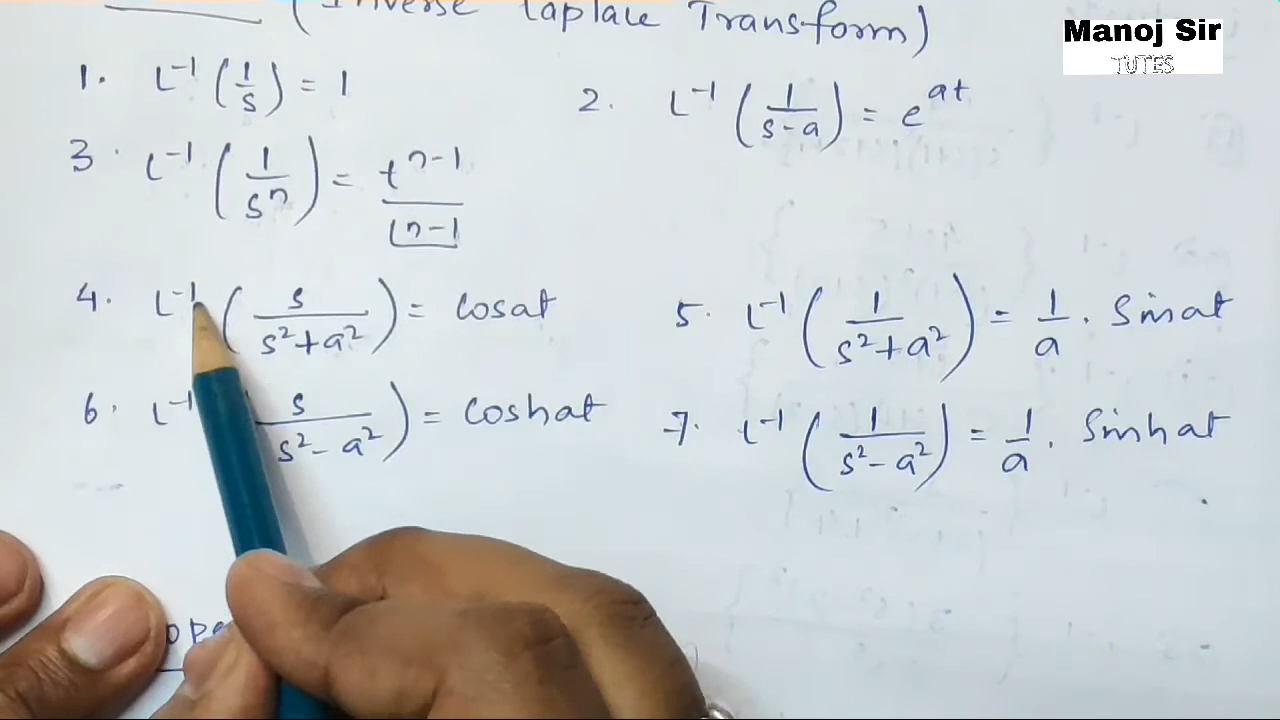 (Inverse Laplace Transform)
Manoj Sir
TUTES
1. L⁻¹ (1/s) = 1
2. L⁻¹ (1/(s-a)) = e^{at}
3. L⁻¹ (1/sⁿ) = t^{n-1}/⌊n-1
4. L⁻¹ (s/(s²+a²)) = cosat
5. L⁻¹ (1/(s²+a²)) = 1/a . Sinat
6. L⁻¹ s/(s²-a²)) = coshat
7. L⁻¹ (1/(s²-a²)) = 1/a . Sinhat